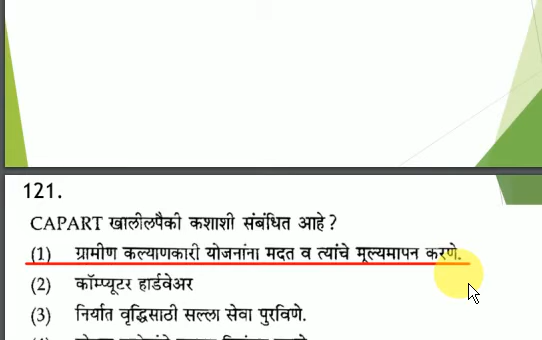 121.
CAPART खालीलपैकी कशाशी संबंधित आहे ?
(1) ग्रामीण कल्याणकारी योजनांना मदत व त्यांचे मूल्यमापन करणे.
(2) कॉम्प्युटर हार्डवेअर
(3) निर्यात वृद्धिसाठी सल्ला सेवा पुरविणे.